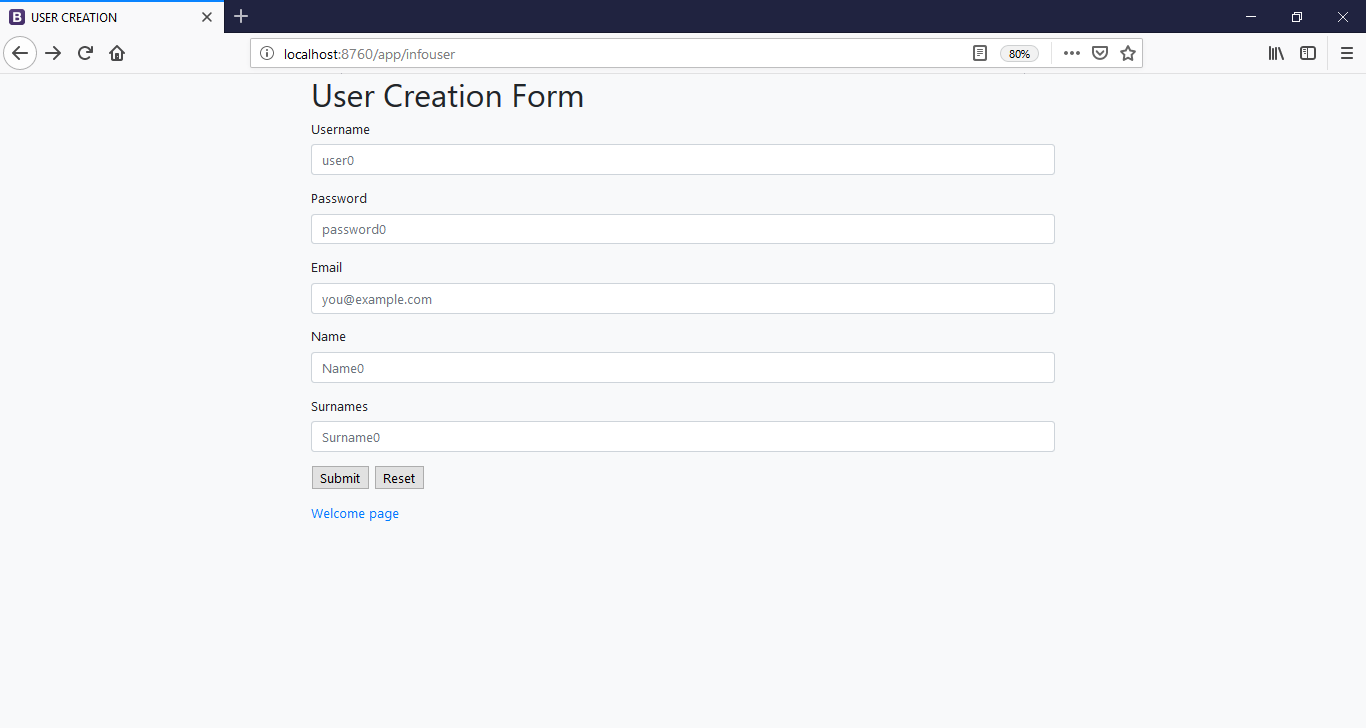 B USER CREATION
localhost:8760/app/infouser 80%
User Creation Form
Username
user0
Password
password0
Email
you@example.com
Name
Name0
Surnames
Surname0
Submit Reset
Welcome page